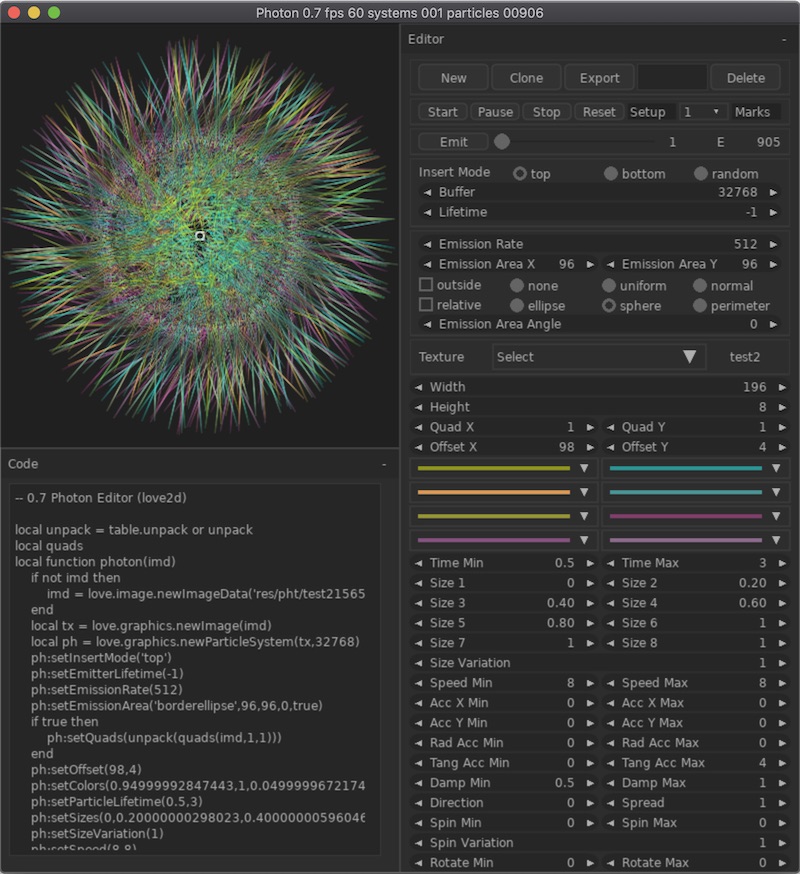 Photon 0.7 fps 60 systems 001 particles 00906
Editor -
New Clone Export Delete
Start Pause Stop Reset Setup 1 Marks
Emit 1 E 905
Insert Mode top bottom random
Buffer 32768
Lifetime -1
Emission Rate 512
Emission Area X 96 Emission Area Y 96
outside none uniform normal
relative ellipse sphere perimeter
Emission Area Angle 0
Texture Select test2
Width 196
Height 8
Quad X 1 Quad Y 1
Offset X 98 Offset Y 4
Time Min 0.5 Time Max 3
Size 1 0 Size 2 0.20
Size 3 0.40 Size 4 0.60
Size 5 0.80 Size 6 1
Size 7 1 Size 8 1
Size Variation 1
Speed Min 8 Speed Max 8
Acc X Min 0 Acc X Max 0
Acc Y Min 0 Acc Y Max 0
Rad Acc Min 0 Rad Acc Max 0
Tang Acc Min 0 Tang Acc Max 4
Damp Min 0.5 Damp Max 1
Direction 0 Spread 1
Spin Min 0 Spin Max 0
Spin Variation 1
Rotate Min 0 Rotate Max 0
Code -
-- 0.7 Photon Editor (love2d)
local unpack = table.unpack or unpack
local quads
local function photon(imd)
if not imd then
imd = love.image.newImageData('res/pht/test21565
end
local tx = love.graphics.newImage(imd)
local ph = love.graphics.newParticleSystem(tx,32768)
ph:setInsertMode('top')
ph:setEmitterLifetime(-1)
ph:setEmissionRate(512)
ph:setEmissionArea('borderellipse',96,96,0,true)
if true then
ph:setQuads(unpack(quads(imd,1,1)))
end
ph:setOffset(98,4)
ph:setColors(0.94999992847443,1,0.0499999672174
ph:setParticleLifetime(0.5,3)
ph:setSizes(0,0.20000000298023,0.40000000596046
ph:setSizeVariation(1)
ph:setSpeed(8,8)